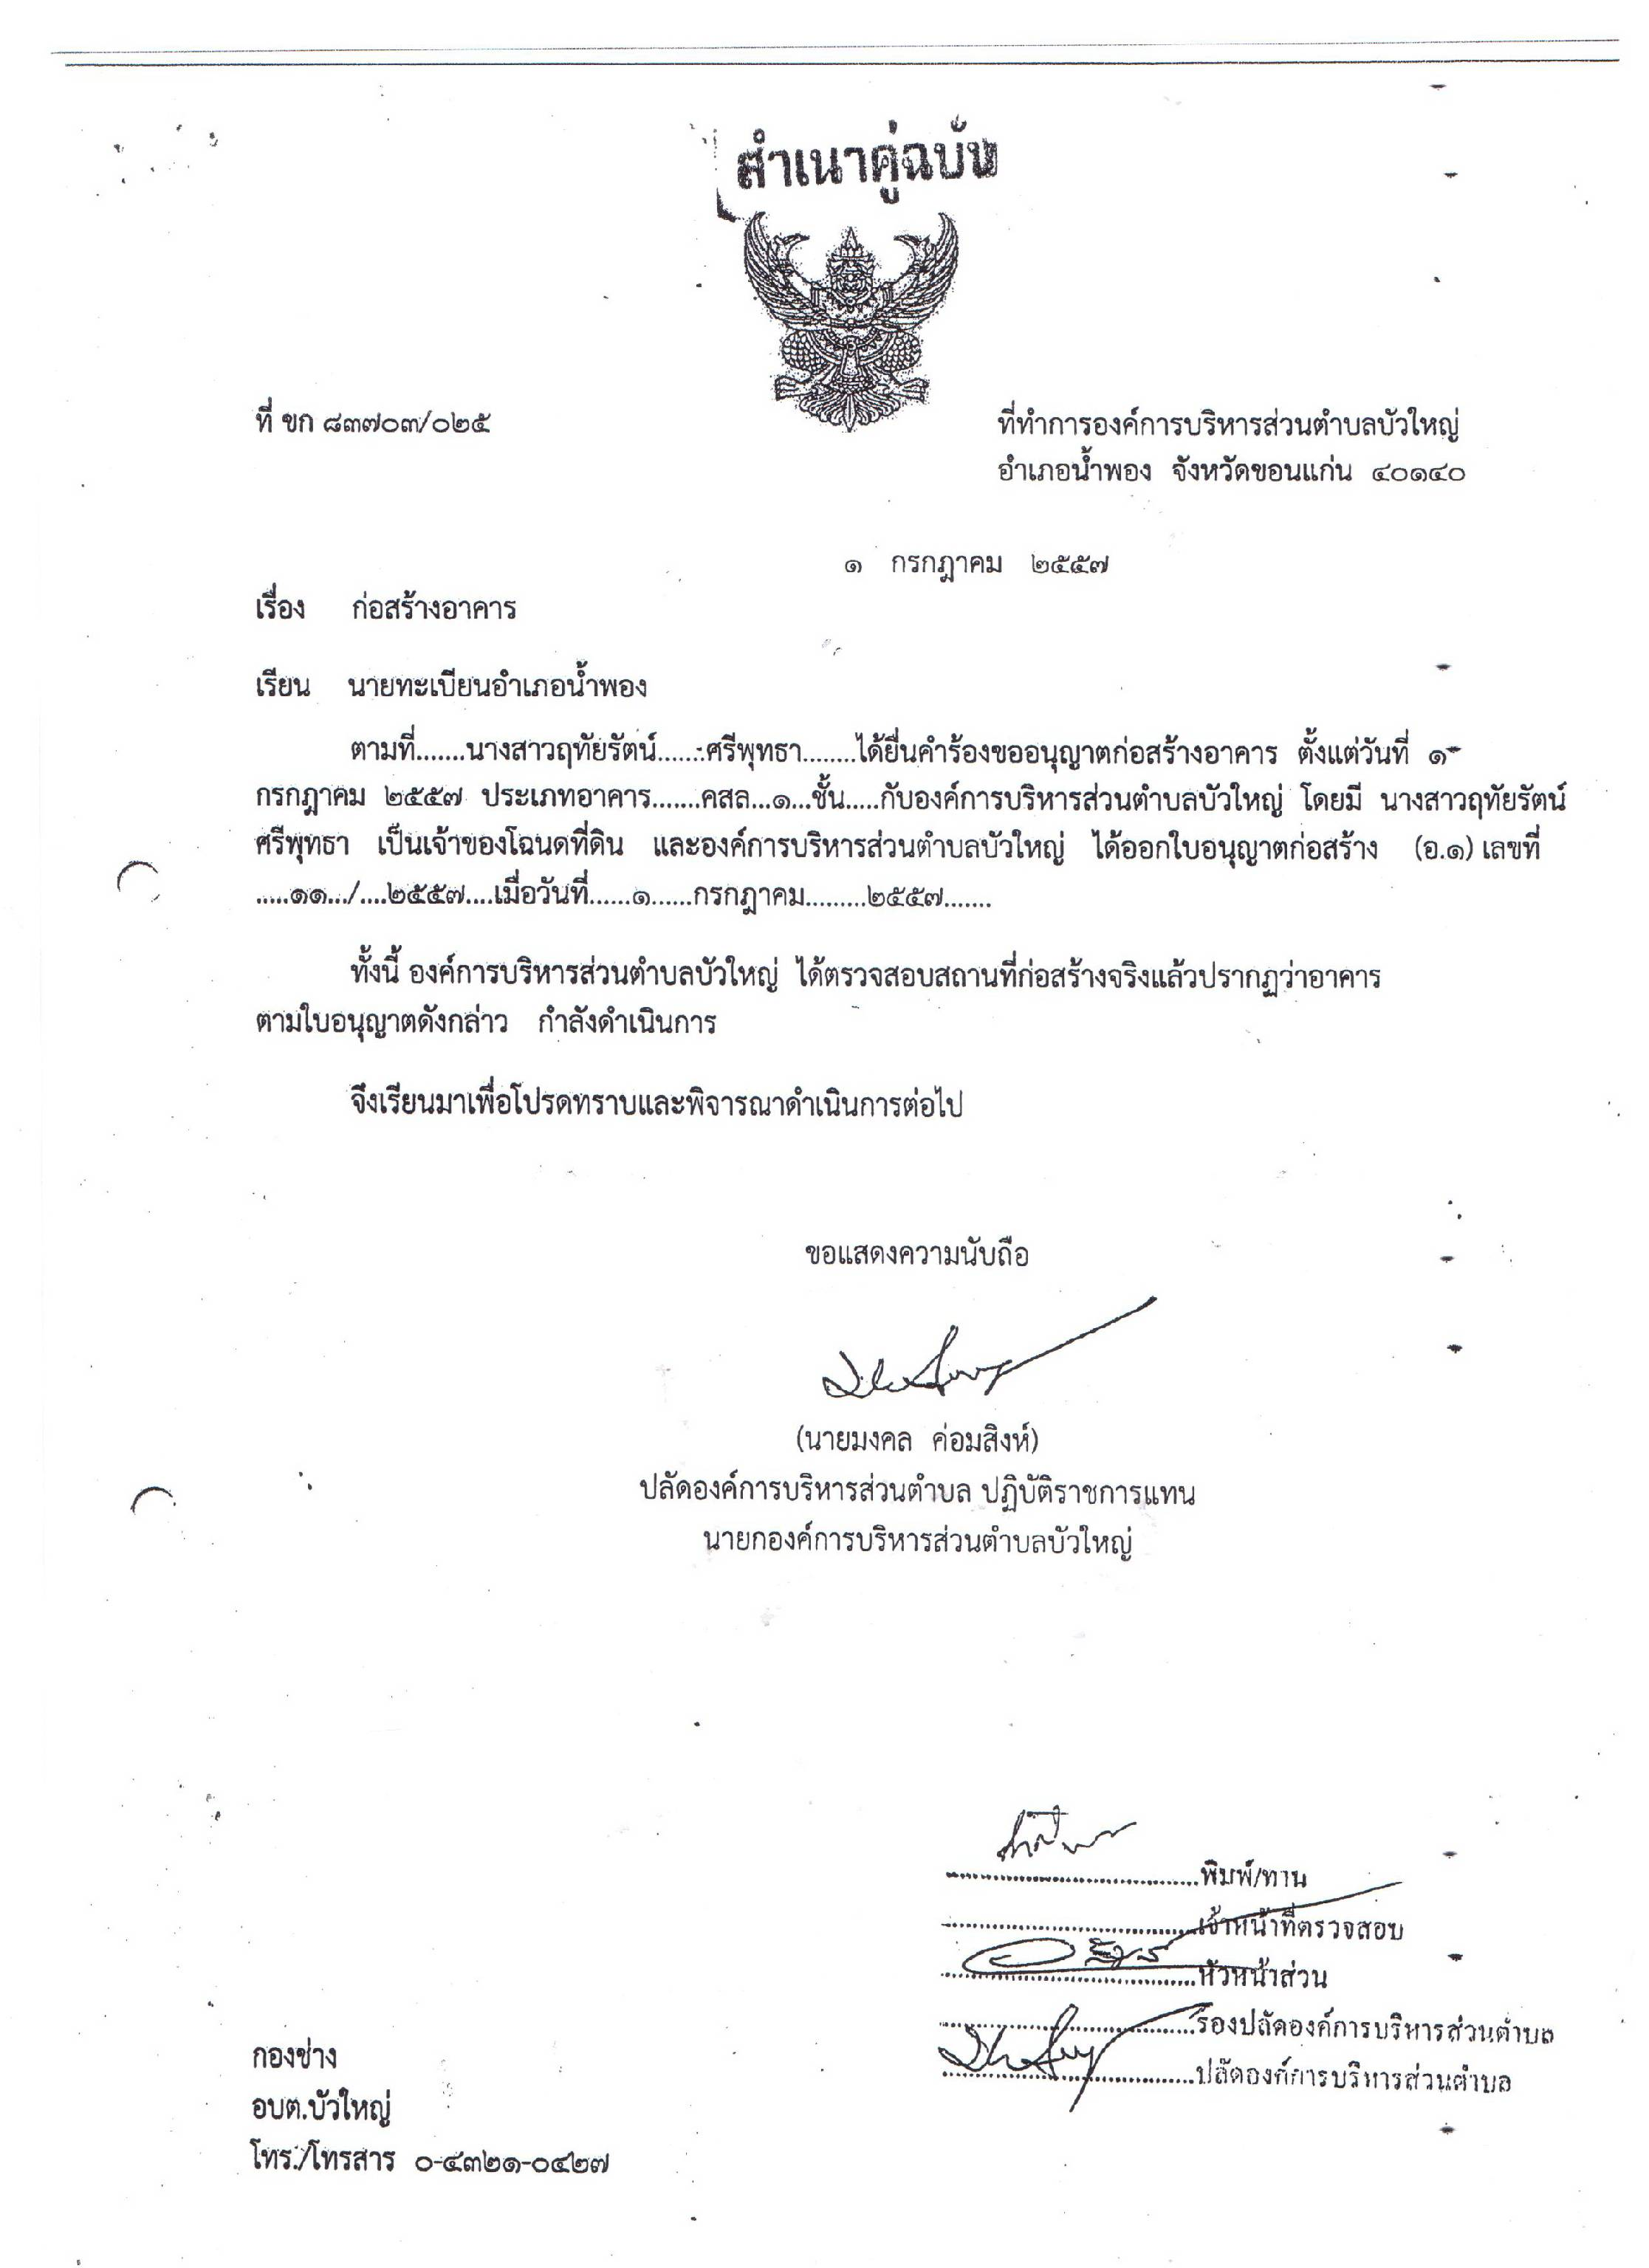 สำเนาคู่ฉบับ
ที่ ขก ๘๓๗๐๓/๐๒๕
ที่ทำการองค์การบริหารส่วนตำบลบัวใหญ่
อำเภอน้ำพอง จังหวัดขอนแก่น ๔๐๑๔๐
๑ กรกฎาคม ๒๕๕๗
เรื่อง ก่อสร้างอาคาร
เรียน นายทะเบียนอำเภอน้ำพอง
ตามที่.......นางสาวฤทัยรัตน์.......ศรีพุทธา........ได้ยื่นคำร้องขออนุญาตก่อสร้างอาคาร ตั้งแต่วันที่ ๑
กรกฎาคม ๒๕๕๗ ประเภทอาคาร.......คสล...๑...ชั้น.....กับองค์การบริหารส่วนตำบลบัวใหญ่ โดยมี นางสาวฤทัยรัตน์
ศรีพุทธา เป็นเจ้าของโฉนดที่ดิน และองค์การบริหารส่วนตำบลบัวใหญ่ ได้ออกใบอนุญาตก่อสร้าง (อ.๑) เลขที่
.....๑๑.../....๒๕๕๗....เมื่อวันที่......๑......กรกฎาคม.........๒๕๕๗.......
ทั้งนี้ องค์การบริหารส่วนตำบลบัวใหญ่ ได้ตรวจสอบสถานที่ก่อสร้างจริงแล้วปรากฏว่าอาคาร
ตามใบอนุญาตดังกล่าว กำลังดำเนินการ
จึงเรียนมาเพื่อโปรดทราบและพิจารณาดำเนินการต่อไป
ขอแสดงความนับถือ
(นายมงคล ค่อมสิงห์)
ปลัดองค์การบริหารส่วนตำบล ปฏิบัติราชการแทน
นายกองค์การบริหารส่วนตำบลบัวใหญ่
....................................พิมพ์/ทาน
....................................เจ้าหน้าที่ตรวจสอบ
....................................หัวหน้าส่วน
....................................รองปลัดองค์การบริหารส่วนตำบล
....................................ปลัดองค์การบริหารส่วนตำบล
กองช่าง
อบต.บัวใหญ่
โทร./โทรสาร ๐-๔๓๒๑-๐๔๒๗